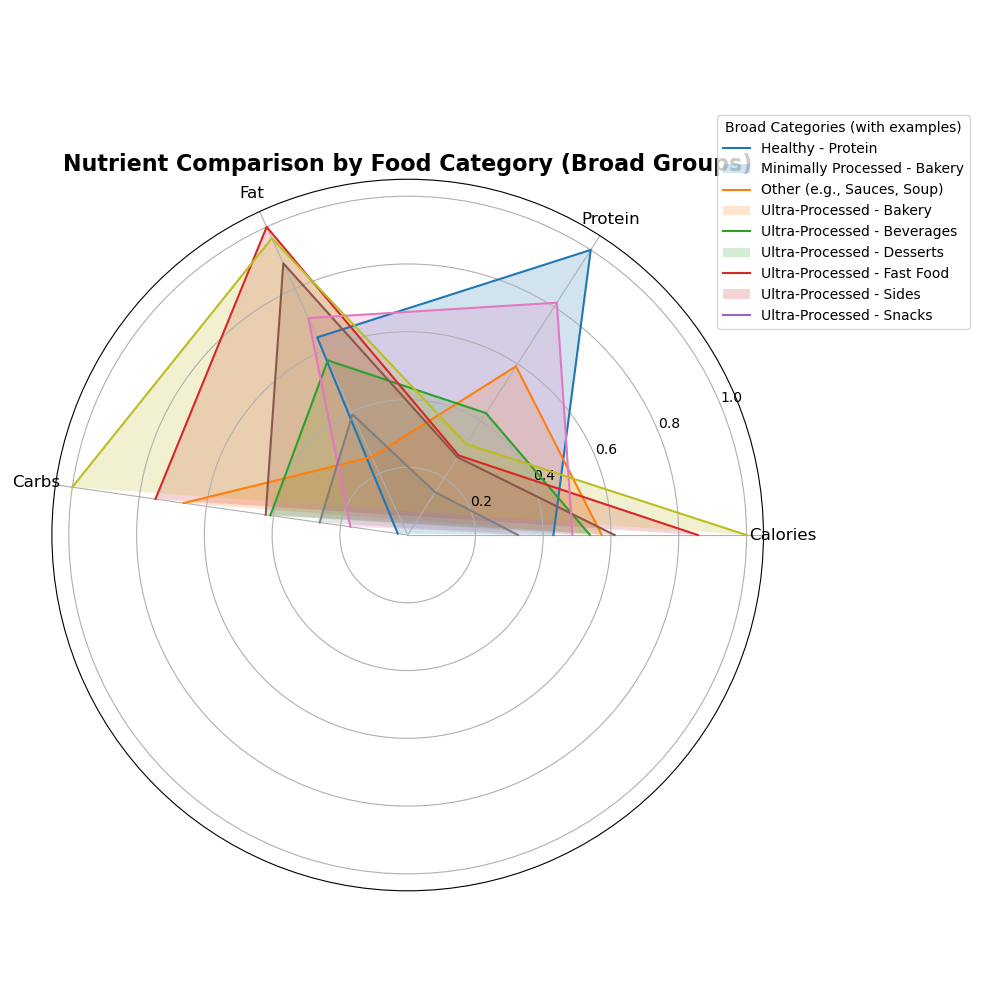 Nutrient Comparison by Food Category (Broad Groups)
Broad Categories (with examples)
Healthy - Protein
Minimally Processed - Bakery
Other (e.g., Sauces, Soup)
Ultra-Processed - Bakery
Ultra-Processed - Beverages
Ultra-Processed - Desserts
Ultra-Processed - Fast Food
Ultra-Processed - Sides
Ultra-Processed - Snacks
Fat
Protein
Carbs
Calories
1.0
0.8
0.6
0.4
0.2